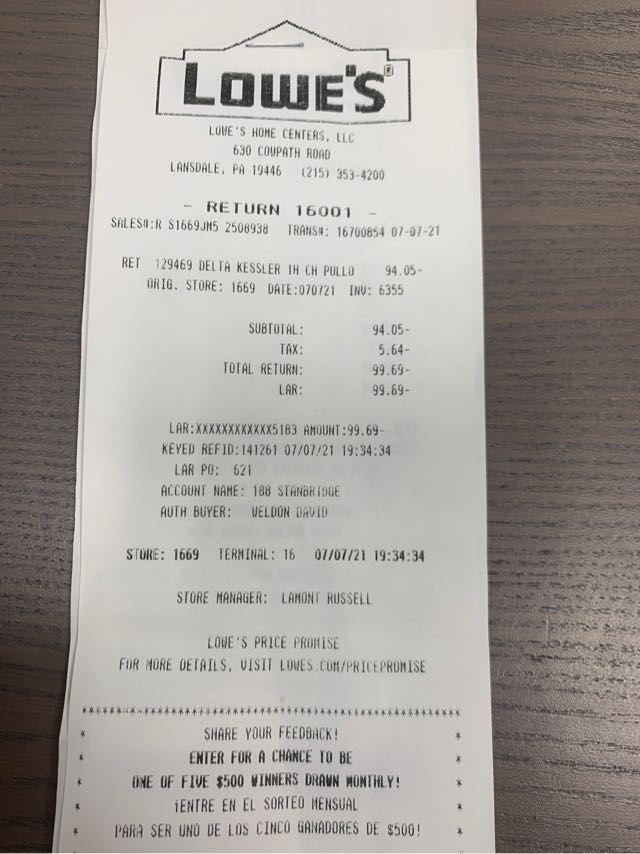 LOWE'S®
LOWE'S HOME CENTERS, LLC
630 COWPATH ROAD
LANSDALE, PA 19446 (215) 353-4200
- RETURN 16001 -
SALES#:R S1669JM5 2508938 TRANS#: 16700854 07-07-21
RET 129469 DELTA KESSLER 1H CH PULLO 94.05-
ORIG. STORE: 1669 DATE:070721 INV: 6355
SUBTOTAL: 94.05-
TAX: 5.64-
TOTAL RETURN: 99.69-
LAR: 99.69-
LAR:XXXXXXXXXXXX5183 AMOUNT:99.69-
KEYED REFID:141261 07/07/21 19:34:34
LAR PO: 621
ACCOUNT NAME: 188 STANBRIDGE
AUTH BUYER: WELDON DAVID
STORE: 1669 TERMINAL: 16 07/07/21 19:34:34
STORE MANAGER: LAMONT RUSSELL
LOWE'S PRICE PROMISE
FOR MORE DETAILS, VISIT LOWES.COM/PRICEPROMISE
* SHARE YOUR FEEDBACK! *
* ENTER FOR A CHANCE TO BE *
* ONE OF FIVE $500 WINNERS DRAWN MONTHLY! *
* ¡ENTRE EN EL SORTEO MENSUAL *
* PARA SER UNO DE LOS CINCO GANADORES DE $500! *